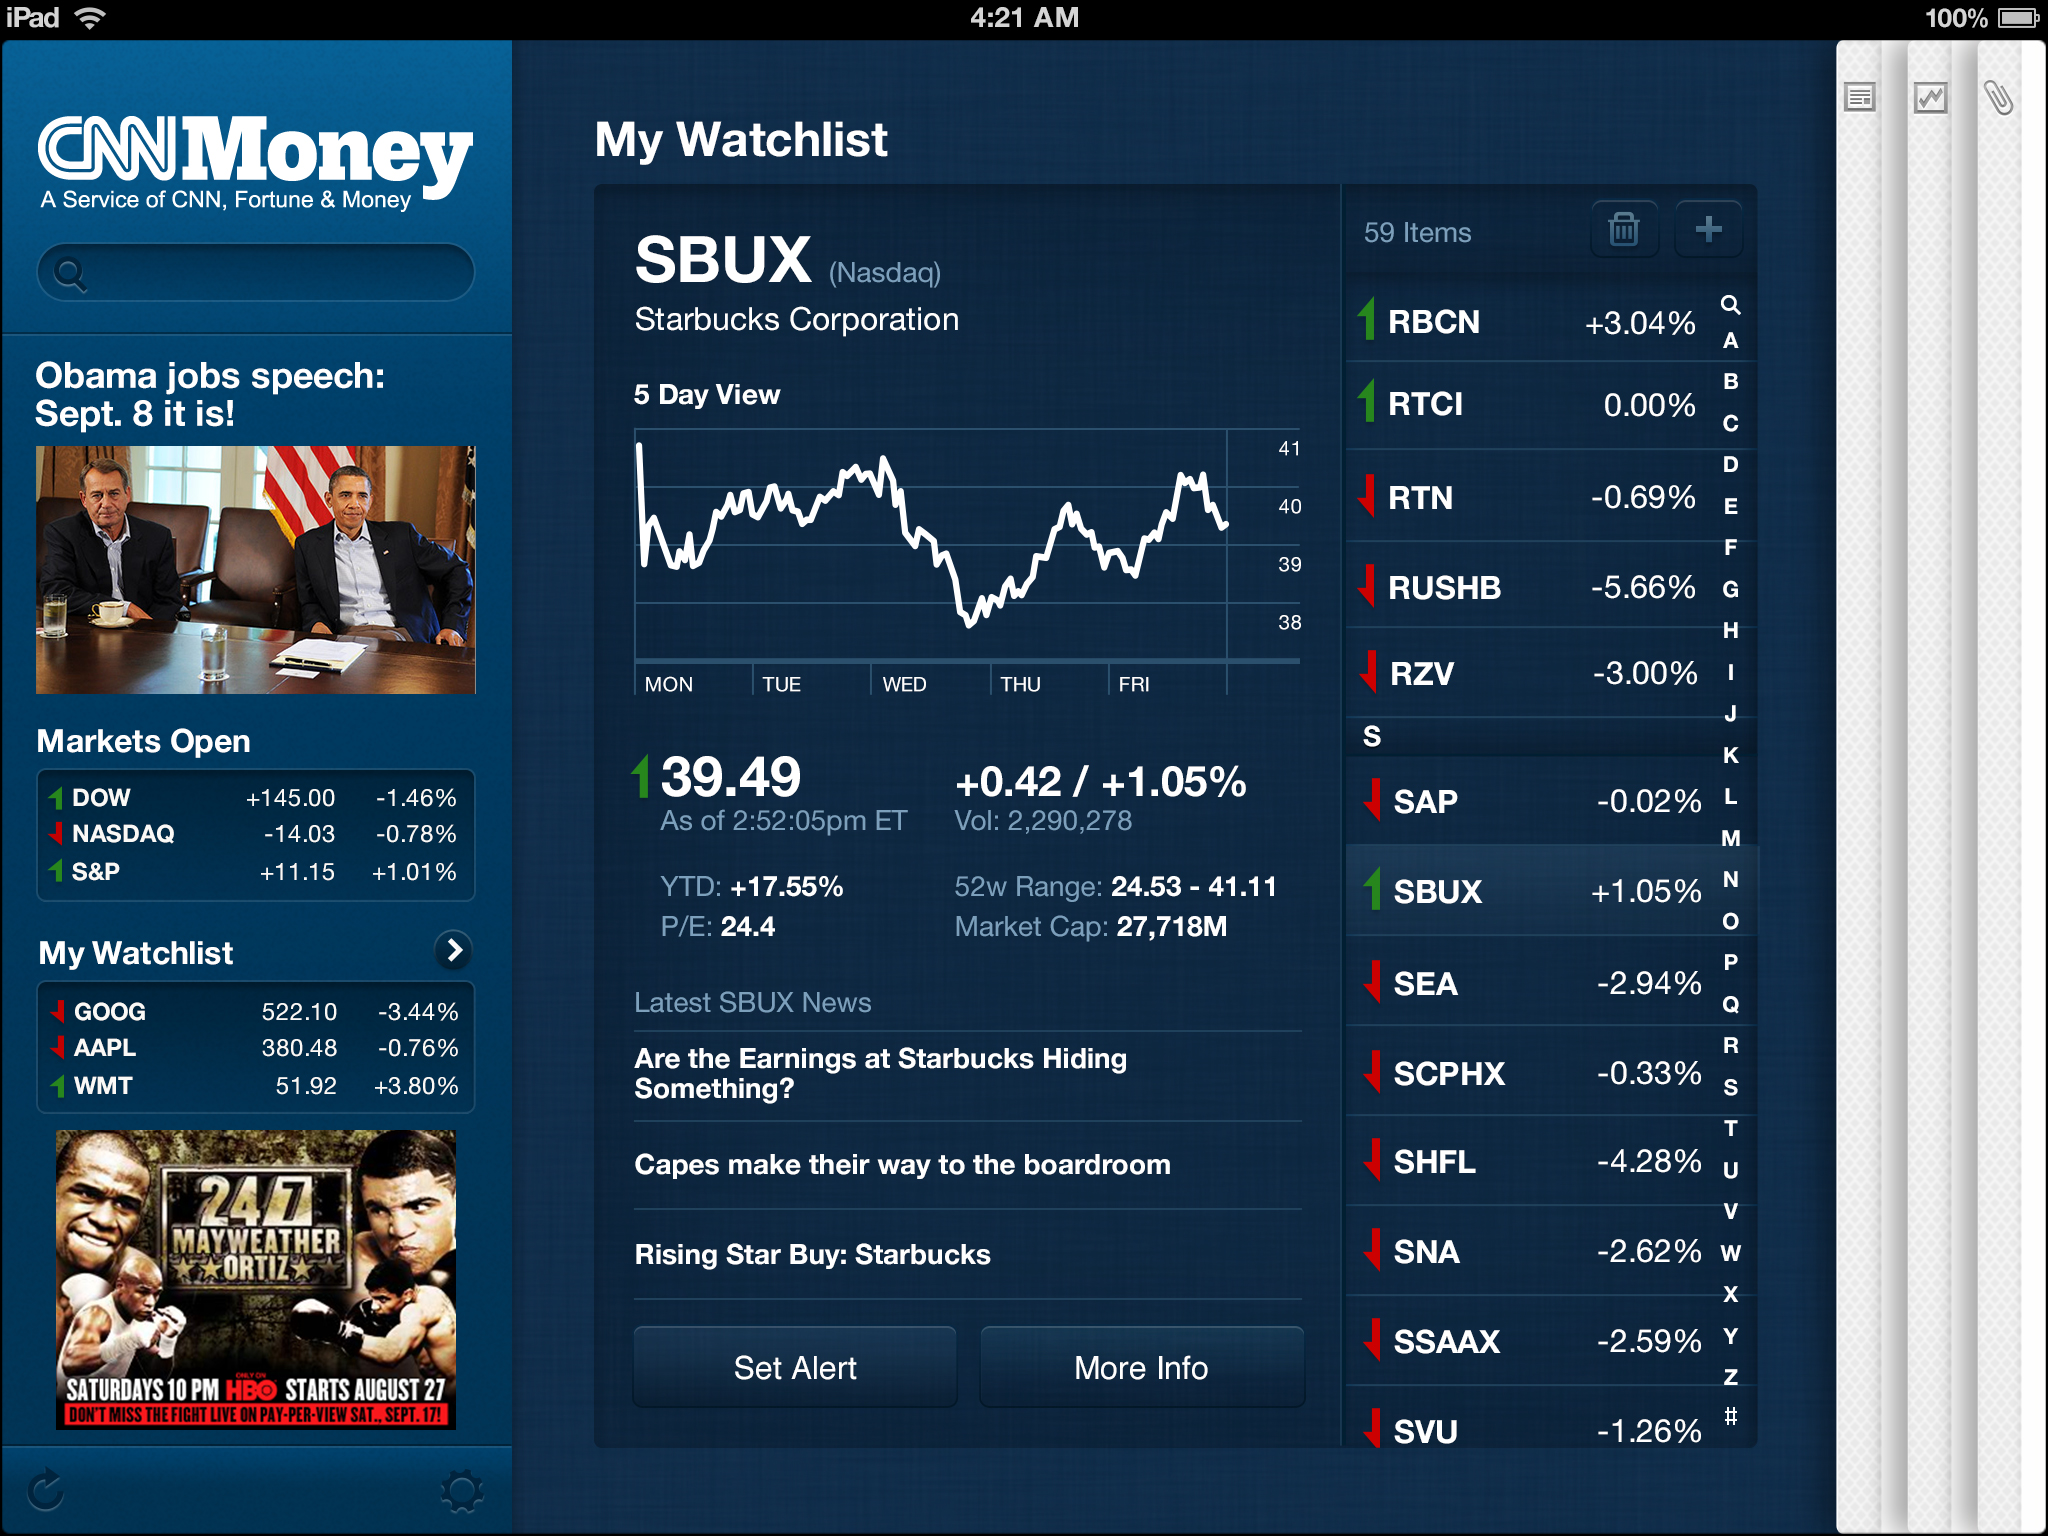 iPad
4:21 AM
100%
CNNMoney
A Service of CNN, Fortune & Money
Obama jobs speech:
Sept. 8 it is!
Markets Open
DOW +145.00 -1.46%
NASDAQ -14.03 -0.78%
S&P +11.15 +1.01%
My Watchlist
GOOG 522.10 -3.44%
AAPL 380.48 -0.76%
WMT 51.92 +3.80%
24/7
MAYWEATHER
ORTIZ
SATURDAYS 10 PM ONLY ON HBO STARTS AUGUST 27
DON'T MISS THE FIGHT LIVE ON PAY-PER-VIEW SAT., SEPT. 17!
My Watchlist
SBUX (Nasdaq)
Starbucks Corporation
5 Day View
41
40
39
38
MON TUE WED THU FRI
39.49 +0.42 / +1.05%
As of 2:52:05pm ET Vol: 2,290,278
YTD: +17.55% 52w Range: 24.53 - 41.11
P/E: 24.4 Market Cap: 27,718M
Latest SBUX News
Are the Earnings at Starbucks Hiding
Something?
Capes make their way to the boardroom
Rising Star Buy: Starbucks
Set Alert More Info
59 Items
RBCN +3.04%
RTCI 0.00%
RTN -0.69%
RUSHB -5.66%
RZV -3.00%
S
SAP -0.02%
SBUX +1.05%
SEA -2.94%
SCPHX -0.33%
SHFL -4.28%
SNA -2.62%
SSAAX -2.59%
SVU -1.26%
A
B
C
D
E
F
G
H
I
J
K
L
M
N
O
P
Q
R
S
T
U
V
W
X
Y
Z
#